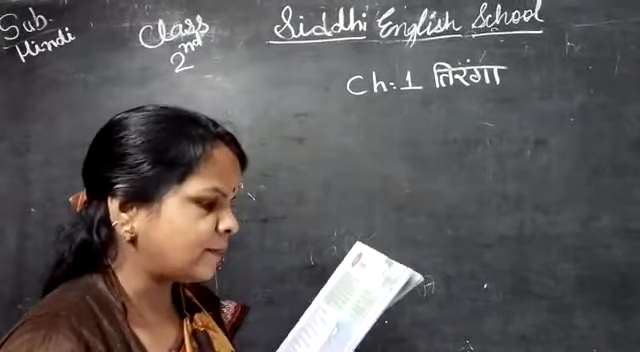 Sub.
Hindi
Class
2nd
Siddhi English School
Ch:1 तिरंगा